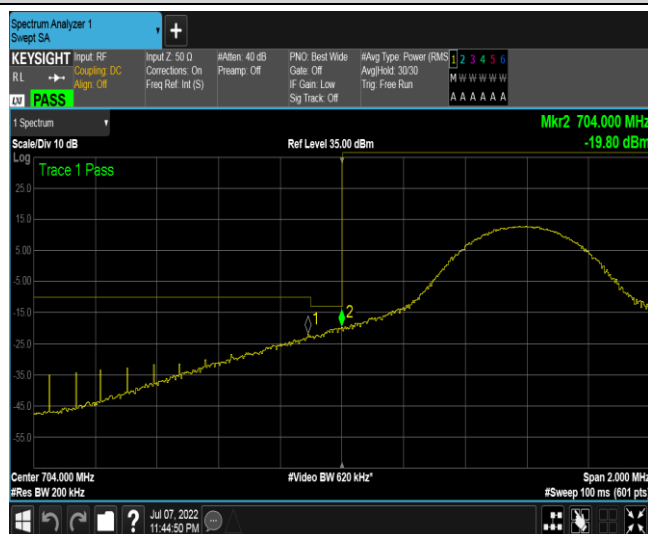 Spectrum Analyzer 1
Swept SA
+
KEYSIGHT
RL
LXI PASS
Input: RF
Coupling: DC
Align: Off
Input Z: 50 Ω
Corrections: On
Freq Ref: Int (S)
#Atten: 40 dB
Preamp: Off
PNO: Best Wide
Gate: Off
IF Gain: Low
Sig Track: Off
#Avg Type: Power (RMS
Avg|Hold: 30/30
Trig: Free Run
1 2 3 4 5 6
M W W W W W
A A A A A A
1 Spectrum
Mkr2 704.000 MHz
-19.80 dBm
Scale/Div 10 dB
Ref Level 35.00 dBm
Log
Trace 1 Pass
25.0
15.0
5.00
-5.00
-15.0
-25.0
-35.0
-45.0
-55.0
1
2
Center 704.000 MHz
#Video BW 620 kHz*
Span 2.000 MHz
#Res BW 200 kHz
#Sweep 100 ms (601 pts)
?
Jul 07, 2022
11:44:50 PM